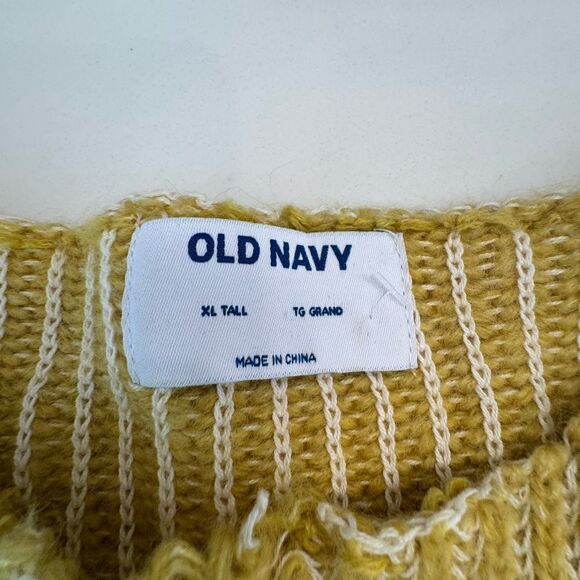 OLD NAVY
XL TALL TG GRAND
MADE IN CHINA